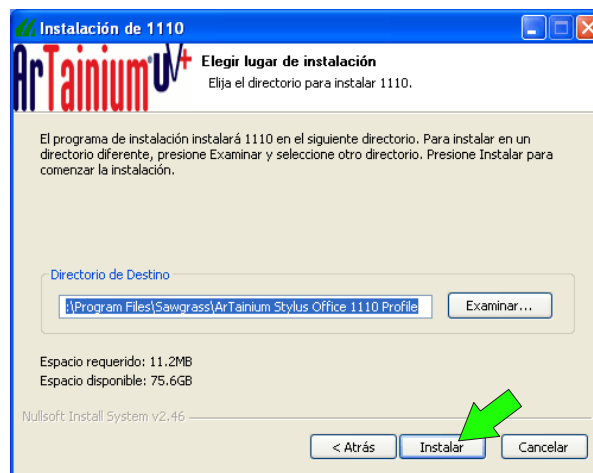 Instalación de 1110
ArTainium UV+
Elegir lugar de instalación
Elija el directorio para instalar 1110.
El programa de instalación instalará 1110 en el siguiente directorio. Para instalar en un
directorio diferente, presione Examinar y seleccione otro directorio. Presione Instalar para
comenzar la instalación.
Directorio de Destino
:\Program Files\Sawgrass\ArTainium Stylus Office 1110 Profile
Examinar...
Espacio requerido: 11.2MB
Espacio disponible: 75.6GB
Nullsoft Install System v2.46
< Atrás
Instalar
Cancelar